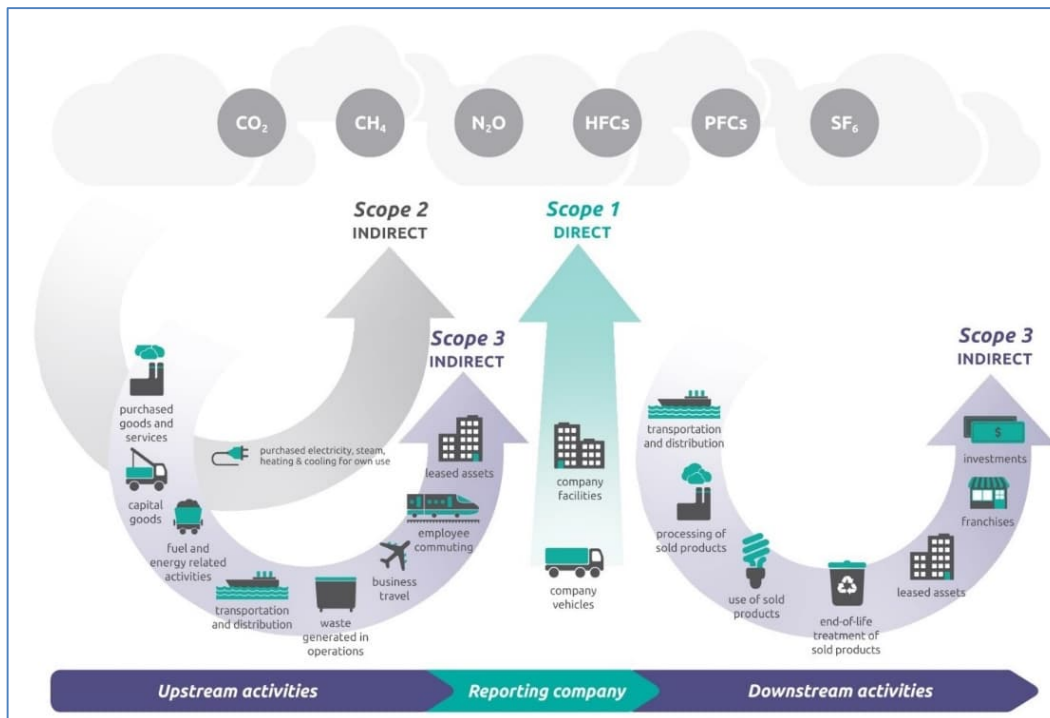 CO₂
CH₄
N₂O
HFCs
PFCs
SF₆
Scope 2
INDIRECT
Scope 1
DIRECT
Scope 3
INDIRECT
Scope 3
INDIRECT
purchased
goods and
services
capital
goods
fuel and
energy related
activities
purchased electricity, steam,
heating & cooling for own use
transportation
and distribution
waste
generated in
operations
business
travel
employee
commuting
leased assets
company
facilities
company
vehicles
transportation
and distribution
processing of
sold products
use of sold
products
end-of-life
treatment of
sold products
leased assets
franchises
$
investments
Upstream activities
Reporting company
Downstream activities